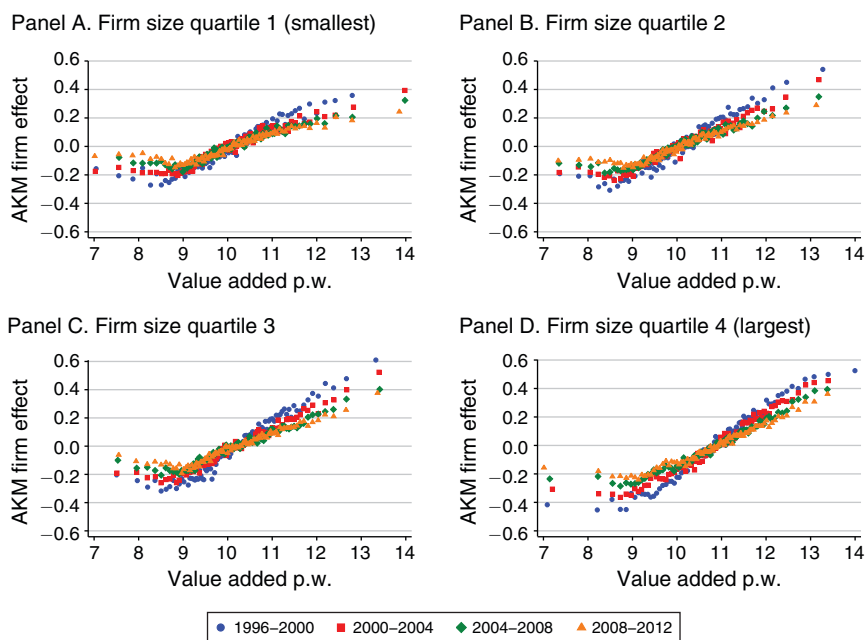 Panel A. Firm size quartile 1 (smallest)
AKM firm effect
0.6
0.4
0.2
0.0
−0.2
−0.4
−0.6
7 8 9 10 11 12 13 14
Value added p.w.
Panel B. Firm size quartile 2
AKM firm effect
0.6
0.4
0.2
0.0
−0.2
−0.4
−0.6
7 8 9 10 11 12 13 14
Value added p.w.
Panel C. Firm size quartile 3
AKM firm effect
0.6
0.4
0.2
0.0
−0.2
−0.4
−0.6
7 8 9 10 11 12 13 14
Value added p.w.
Panel D. Firm size quartile 4 (largest)
AKM firm effect
0.6
0.4
0.2
0.0
−0.2
−0.4
−0.6
7 8 9 10 11 12 13 14
Value added p.w.
1996–2000 2000–2004 2004–2008 2008–2012